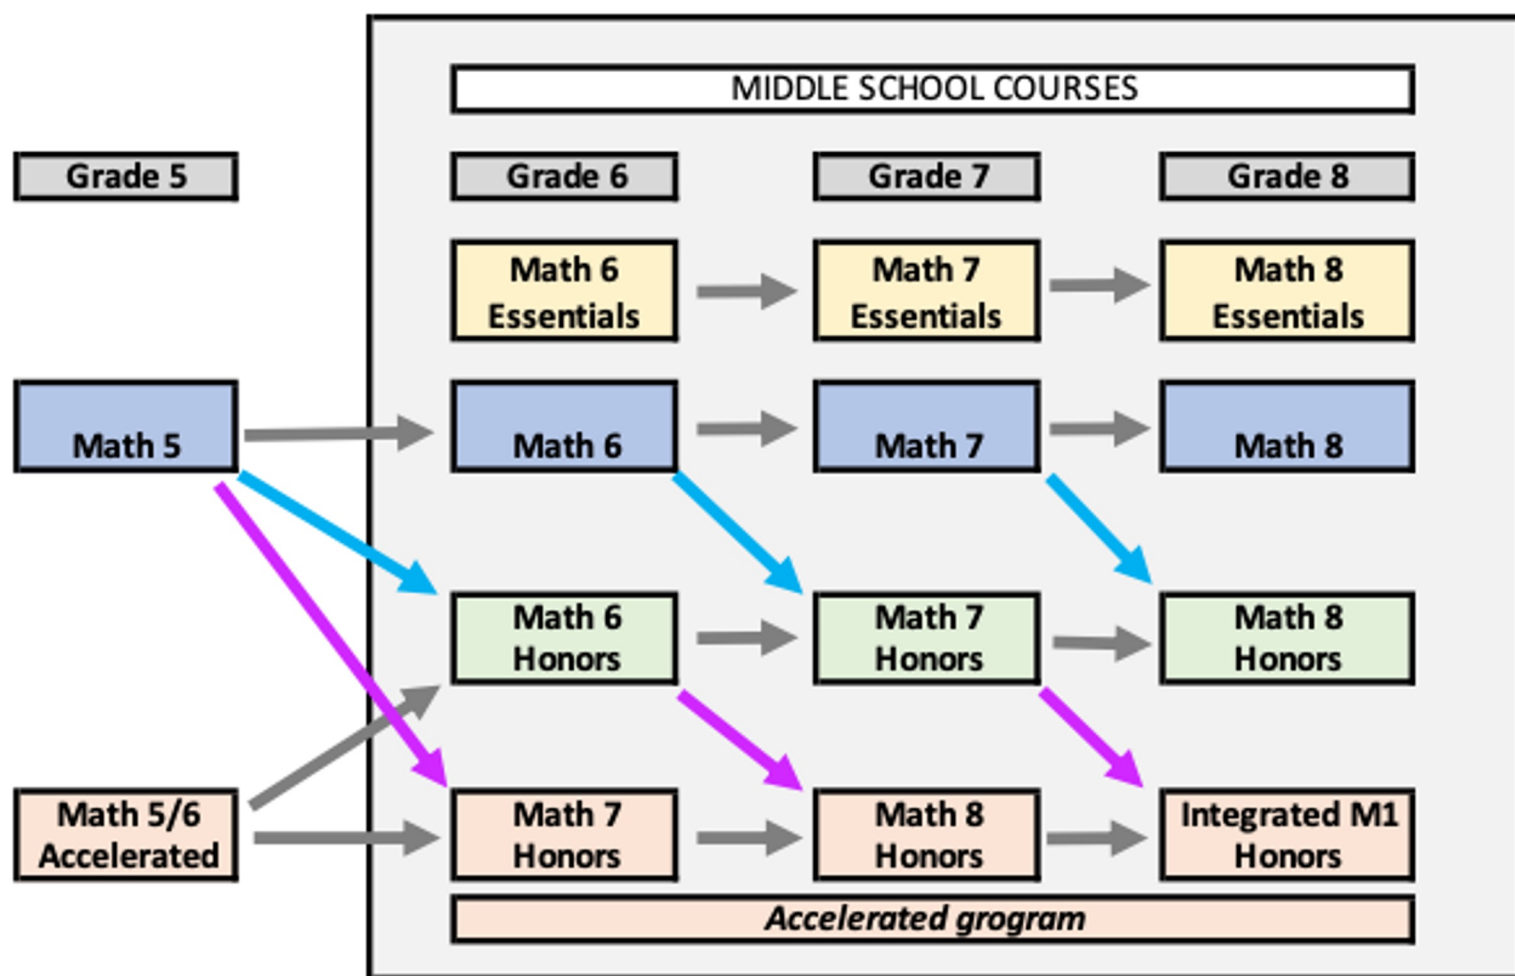 MIDDLE SCHOOL COURSES
Grade 5
Grade 6
Grade 7
Grade 8
Math 6
Essentials
Math 7
Essentials
Math 8
Essentials
Math 5
Math 6
Math 7
Math 8
Math 6
Honors
Math 7
Honors
Math 8
Honors
Math 5/6
Accelerated
Math 7
Honors
Math 8
Honors
Integrated M1
Honors
Accelerated grogram